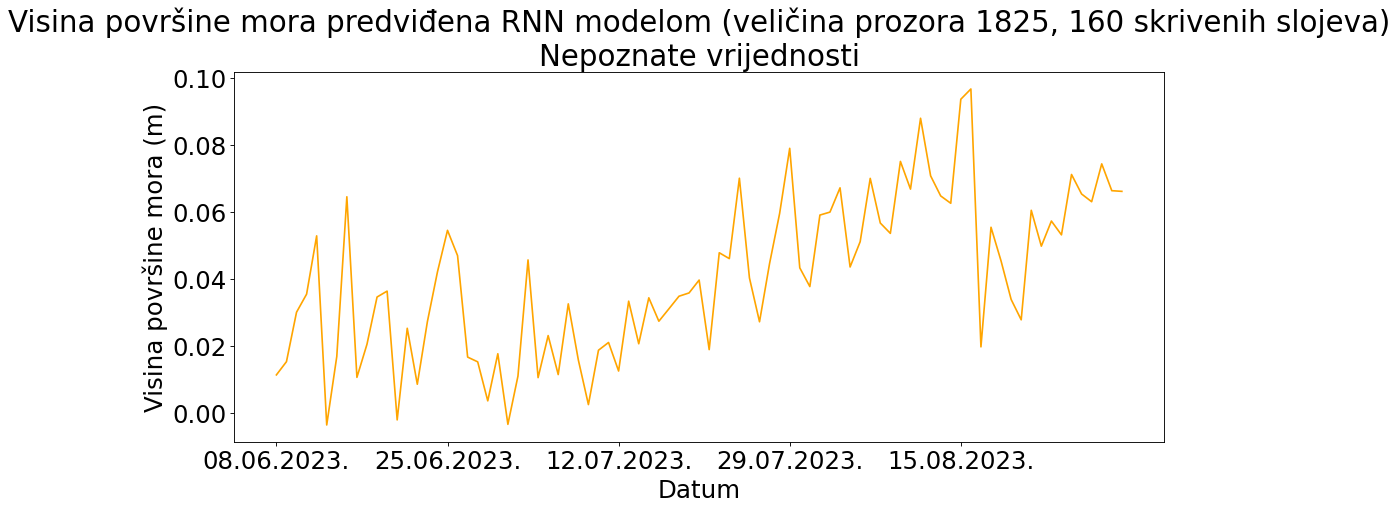 Visina površine mora predviđena RNN modelom (veličina prozora 1825, 160 skrivenih slojeva)
Nepoznate vrijednosti
Visina površine mora (m)
0.10
0.08
0.06
0.04
0.02
0.00
08.06.2023. 25.06.2023. 12.07.2023. 29.07.2023. 15.08.2023.
Datum